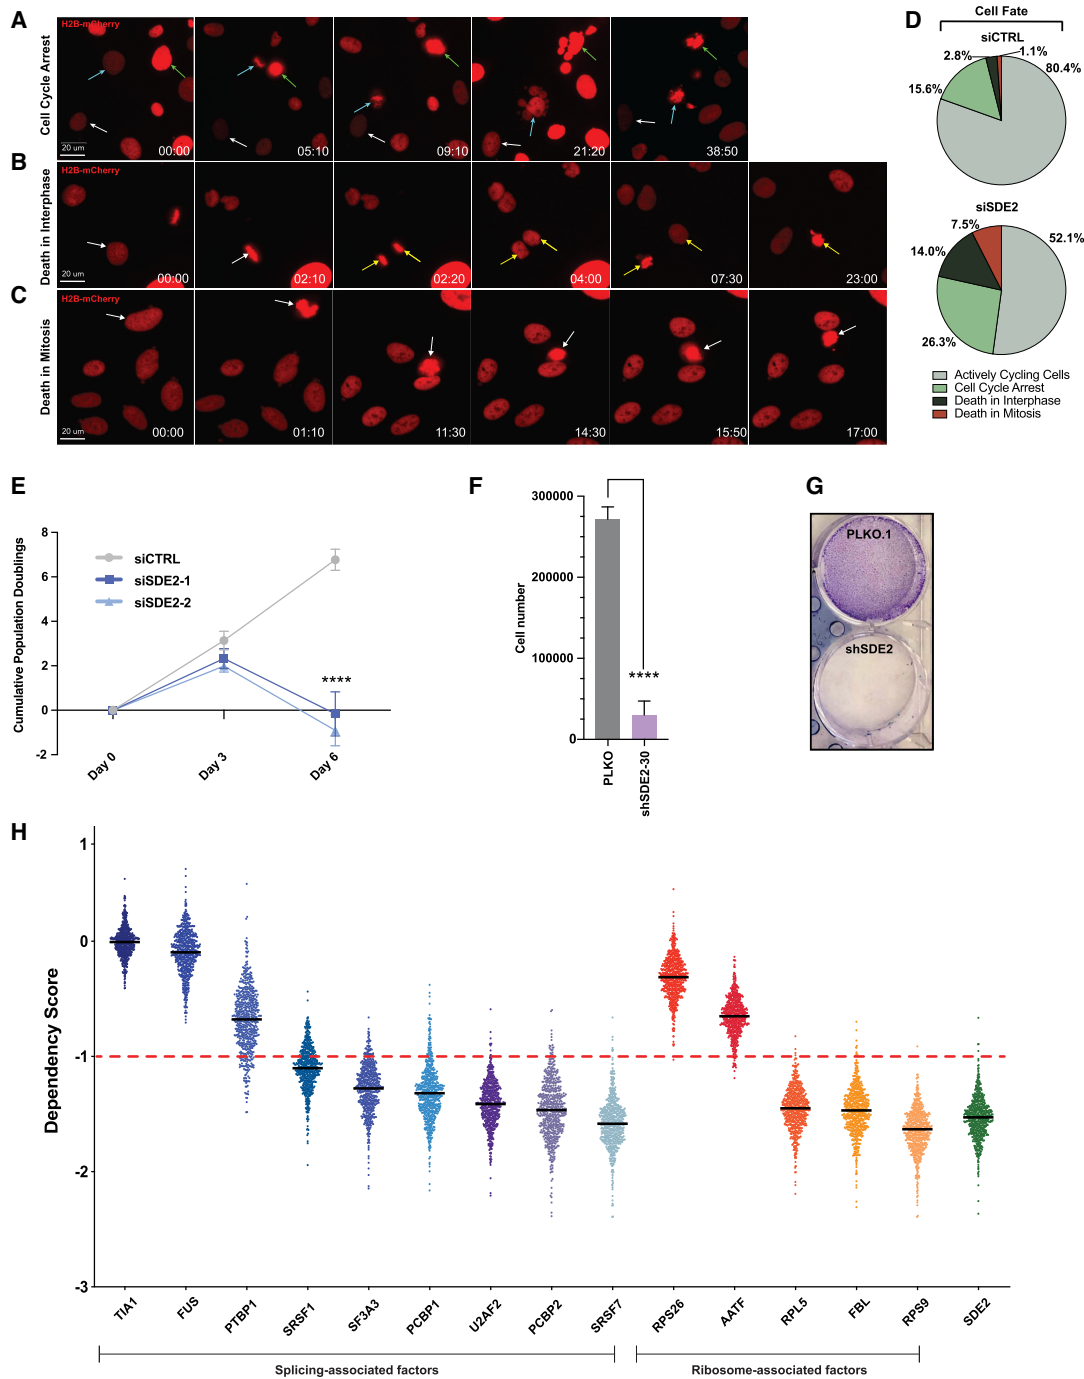 A
H2B-mCherry
Cell Cycle Arrest
20 um
00:00
05:10
09:10
21:20
38:50
B
H2B-mCherry
Death in Interphase
20 um
00:00
02:10
02:20
04:00
07:30
23:00
C
H2B-mCherry
Death in Mitosis
20 um
00:00
01:10
11:30
14:30
15:50
17:00
D
Cell Fate
siCTRL
2.8%
1.1%
80.4%
15.6%
siSDE2
7.5%
52.1%
14.0%
26.3%
Actively Cycling Cells
Cell Cycle Arrest
Death in Interphase
Death in Mitosis
E
Cumulative Population Doublings
8
6
4
2
0
-2
siCTRL
siSDE2-1
siSDE2-2
****
Day 0
Day 3
Day 6
F
Cell number
300000
200000
100000
0
****
PLKO
shSDE2-30
G
PLKO.1
shSDE2
H
Dependency Score
1
0
-1
-2
-3
TIA1
FUS
PTBP1
SRSF1
SF3A3
PCBP1
U2AF2
PCBP2
SRSF7
RPS26
AATF
RPL5
FBL
RPS9
SDE2
Splicing-associated factors
Ribosome-associated factors